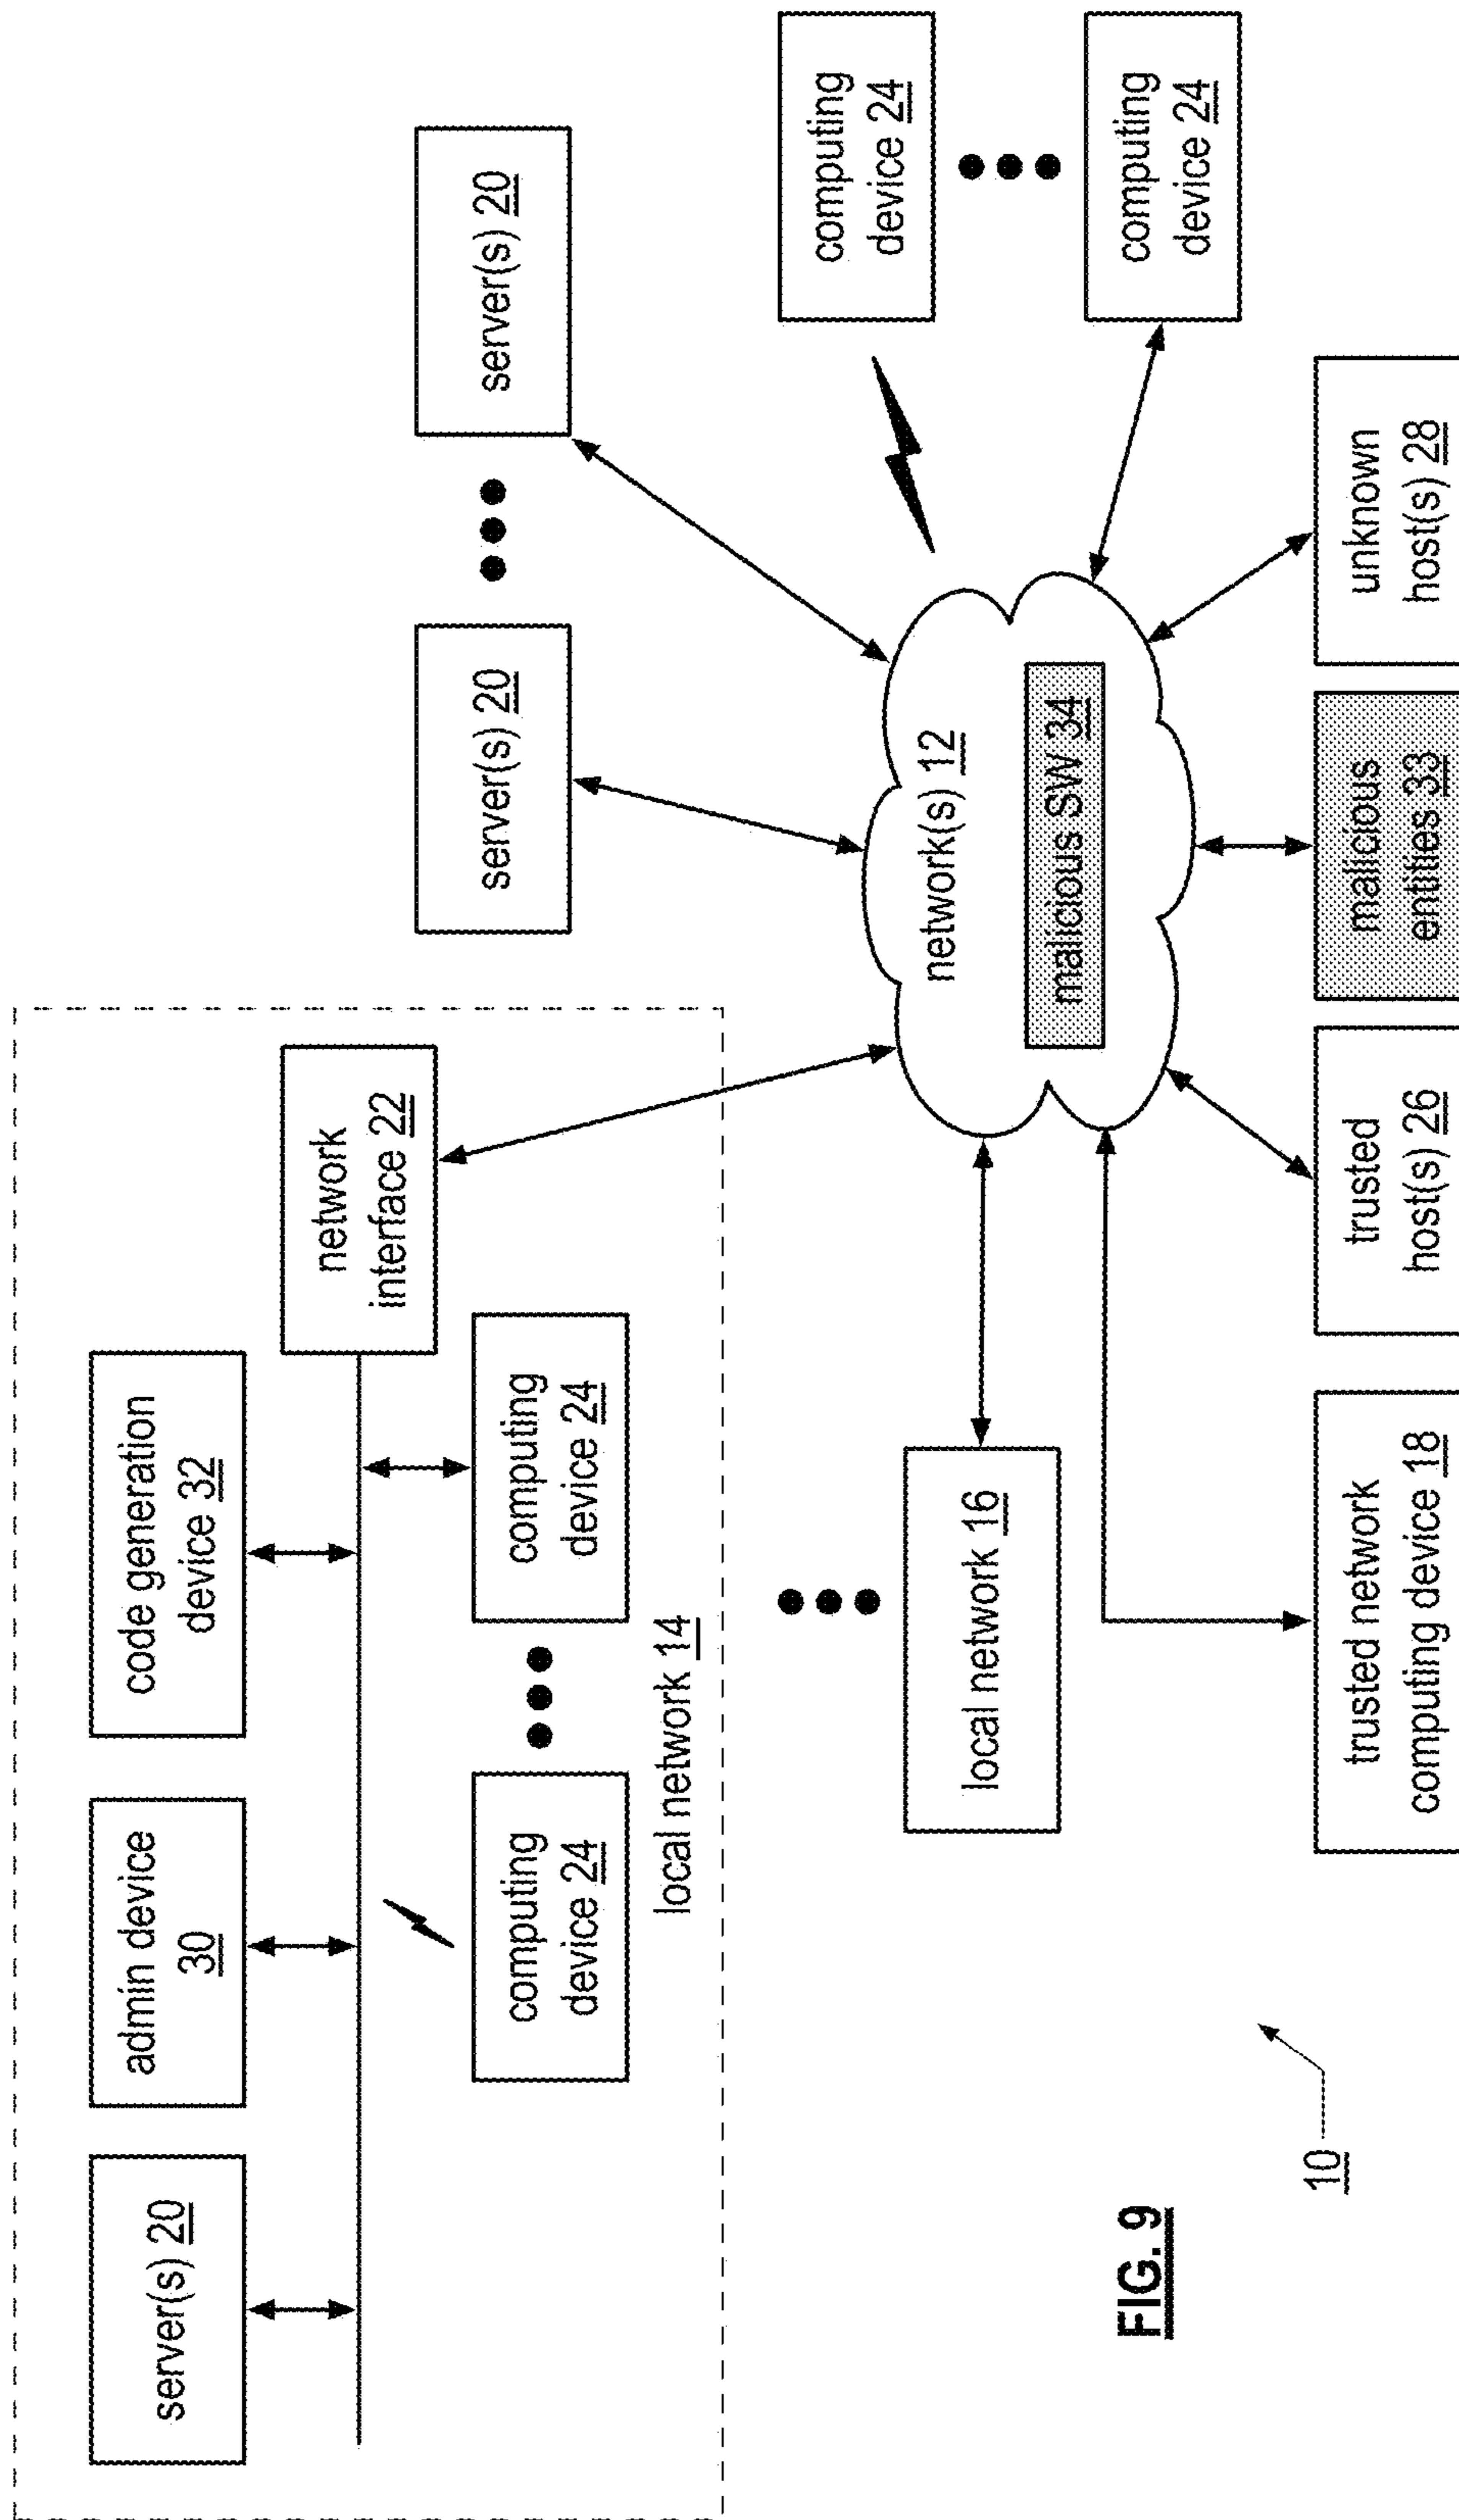 server(s) 20
admin device
30
code generation
device 32
network
interface 22
computing
device 24
computing
device 24
local network 14
server(s) 20
server(s) 20
computing
device 24
computing
device 24
network(s) 12
malicious SW 34
local network 16
trusted network
computing device 18
trusted
host(s) 26
malicious
entities 33
unknown
host(s) 28
10
FIG. 9